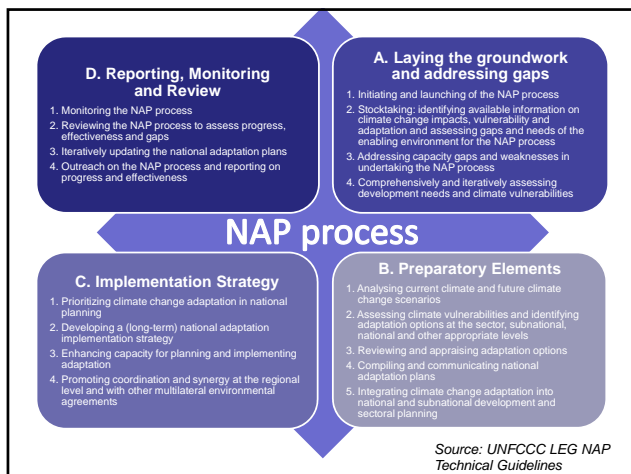 D. Reporting, Monitoring
and Review
1. Monitoring the NAP process
2. Reviewing the NAP process to assess progress,
effectiveness and gaps
3. Iteratively updating the national adaptation plans
4. Outreach on the NAP process and reporting on
progress and effectiveness
A. Laying the groundwork
and addressing gaps
1. Initiating and launching of the NAP process
2. Stocktaking: identifying available information on
climate change impacts, vulnerability and
adaptation and assessing gaps and needs of the
enabling environment for the NAP process
3. Addressing capacity gaps and weaknesses in
undertaking the NAP process
4. Comprehensively and iteratively assessing
development needs and climate vulnerabilities
NAP process
C. Implementation Strategy
1. Prioritizing climate change adaptation in national
planning
2. Developing a (long-term) national adaptation
implementation strategy
3. Enhancing capacity for planning and implementing
adaptation
4. Promoting coordination and synergy at the regional
level and with other multilateral environmental
agreements
B. Preparatory Elements
1. Analysing current climate and future climate
change scenarios
2. Assessing climate vulnerabilities and identifying
adaptation options at the sector, subnational,
national and other appropriate levels
3. Reviewing and appraising adaptation options
4. Compiling and communicating national
adaptation plans
5. Integrating climate change adaptation into
national and subnational development and
sectoral planning
Source: UNFCCC LEG NAP
Technical Guidelines